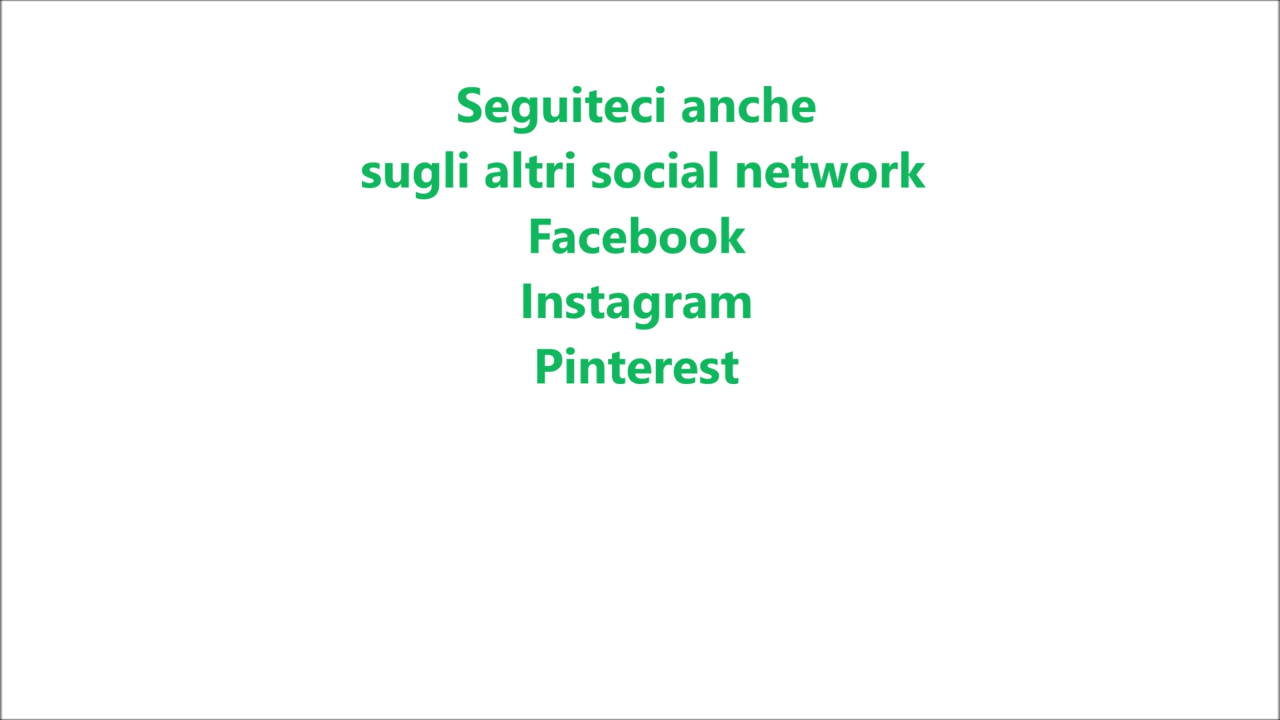 Seguiteci anche
sugli altri social network
Facebook
Instagram
Pinterest